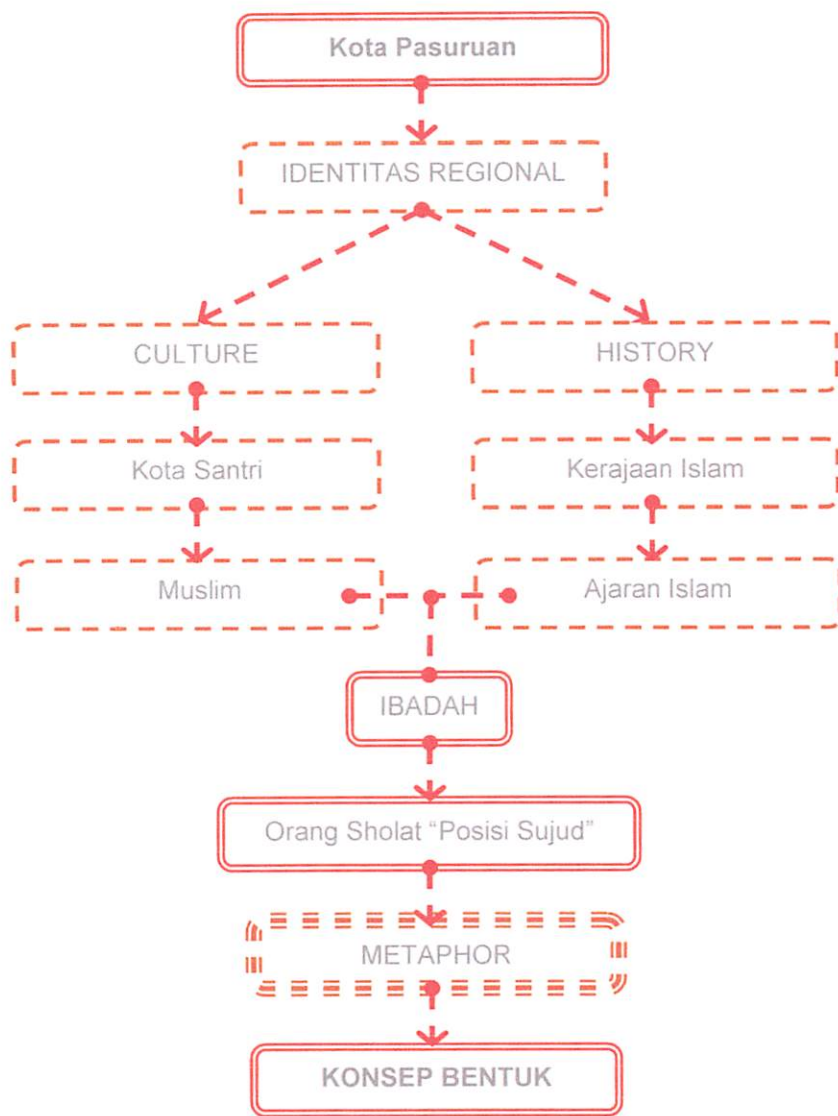 Kota Pasuruan
IDENTITAS REGIONAL
CULTURE
HISTORY
Kota Santri
Kerajaan Islam
Muslim
Ajaran Islam
IBADAH
Orang Sholat “Posisi Sujud”
METAPHOR
KONSEP BENTUK